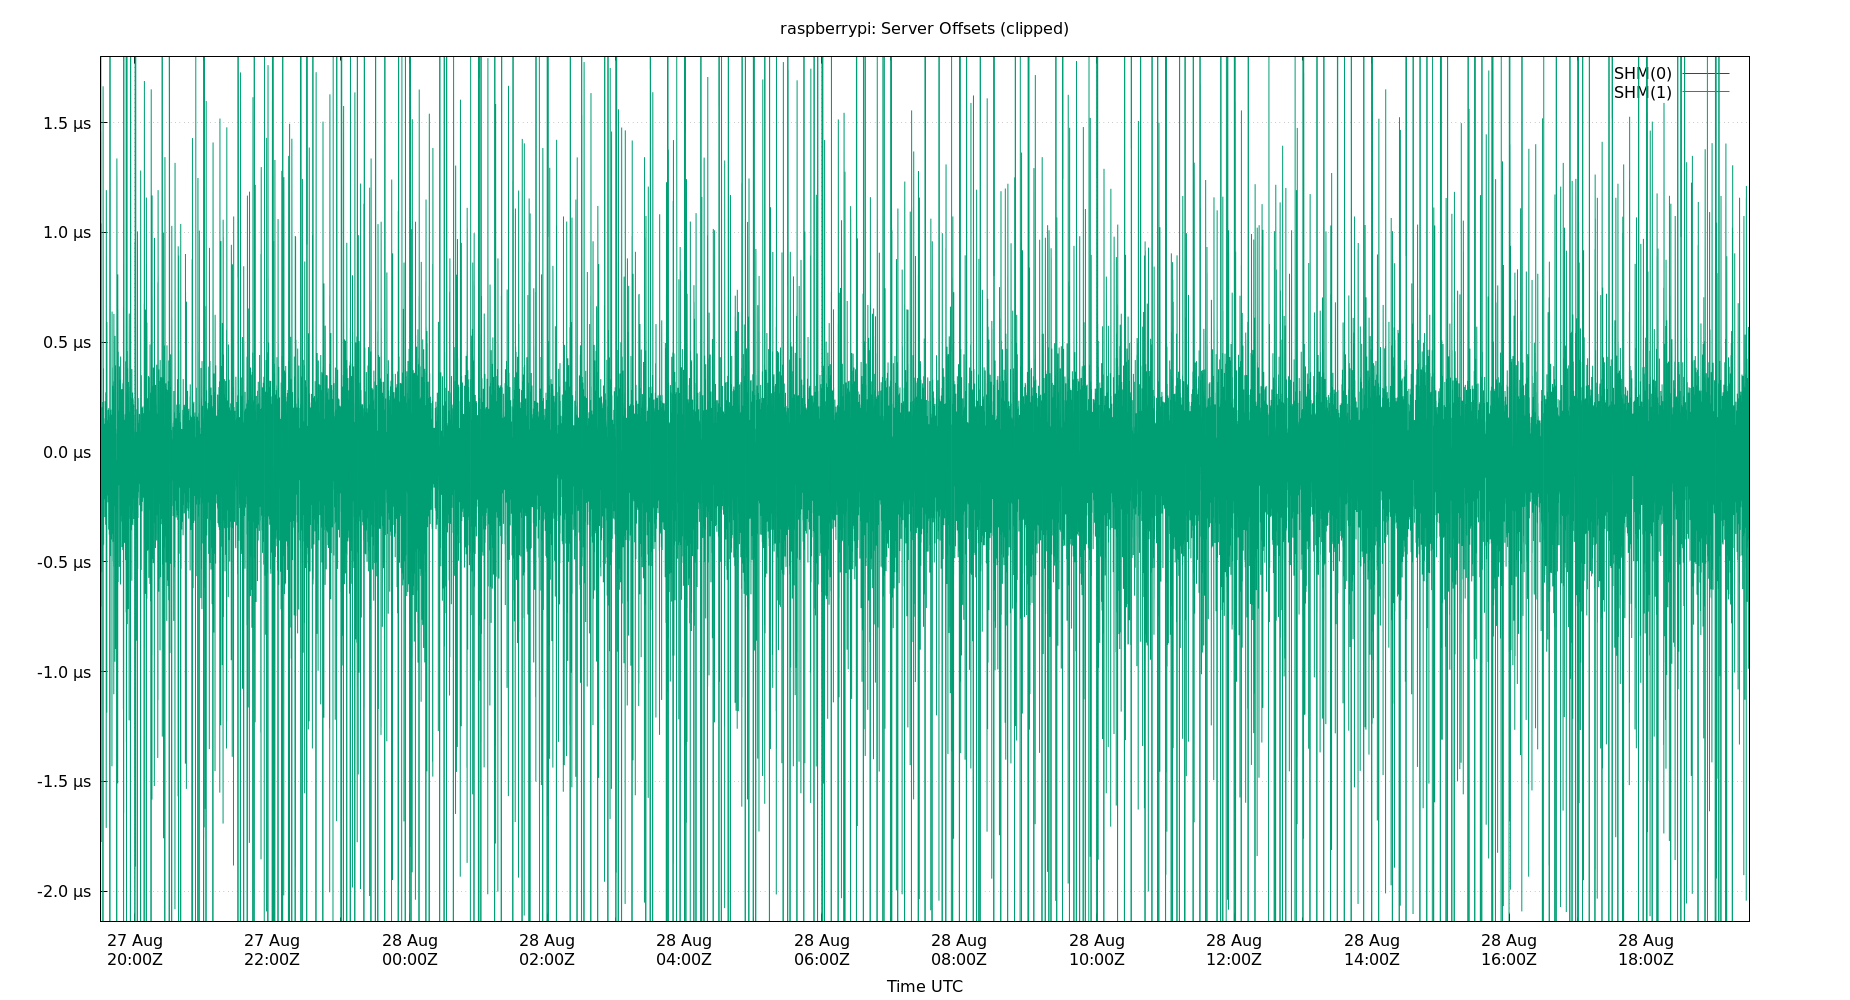 raspberrypi: Server Offsets (clipped)
SHM(0)
SHM(1)
1.5 µs
1.0 µs
0.5 µs
0.0 µs
-0.5 µs
-1.0 µs
-1.5 µs
-2.0 µs
27 Aug 27 Aug 28 Aug 28 Aug 28 Aug 28 Aug 28 Aug 28 Aug 28 Aug 28 Aug 28 Aug 28 Aug
20:00Z 22:00Z 00:00Z 02:00Z 04:00Z 06:00Z 08:00Z 10:00Z 12:00Z 14:00Z 16:00Z 18:00Z
Time UTC